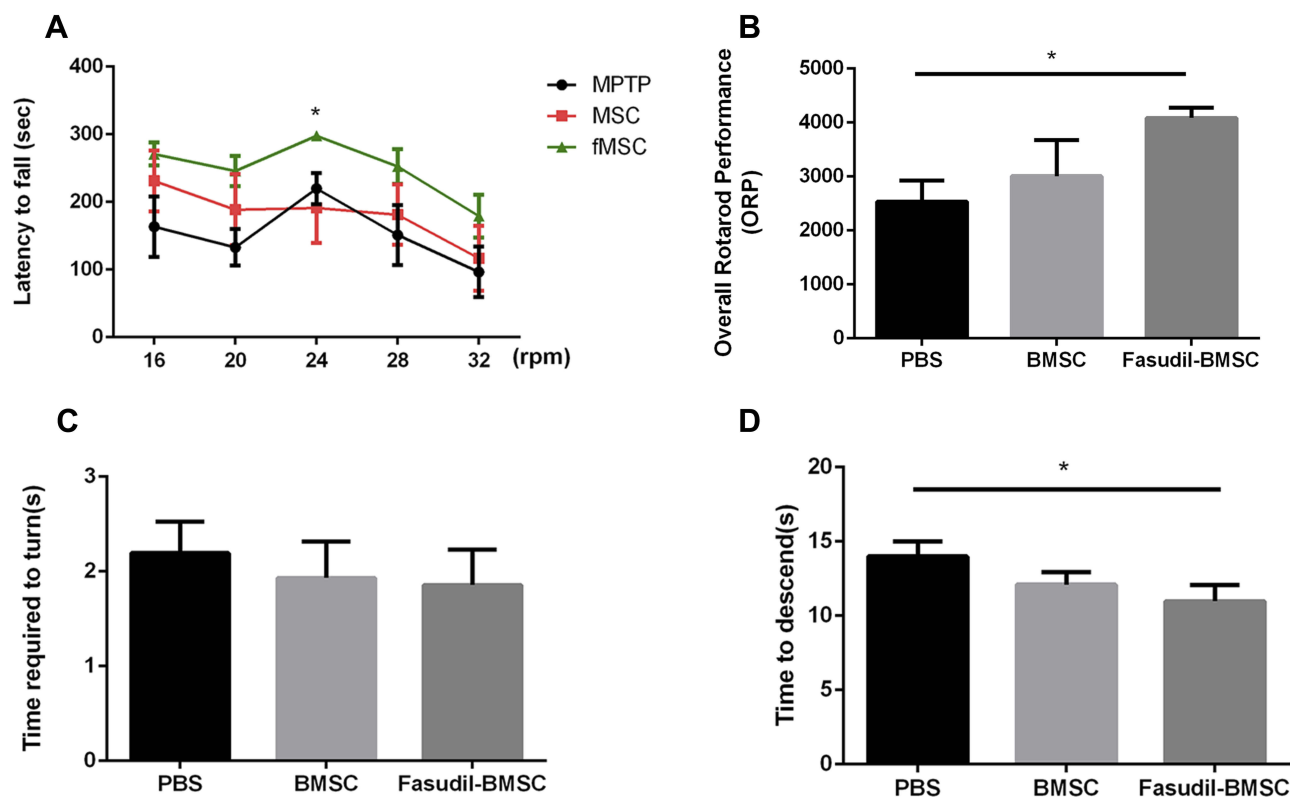 A
Latency to fall (sec)
400
300
200
100
0
16 20 24 28 32 (rpm)
*
MPTP
MSC
fMSC
B
Overall Rotarod Performance
(ORP)
5000
4000
3000
2000
1000
0
*
PBS BMSC Fasudil-BMSC
C
Time required to turn(s)
3
2
1
0
PBS BMSC Fasudil-BMSC
D
Time to descend(s)
20
15
10
5
0
*
PBS BMSC Fasudil-BMSC